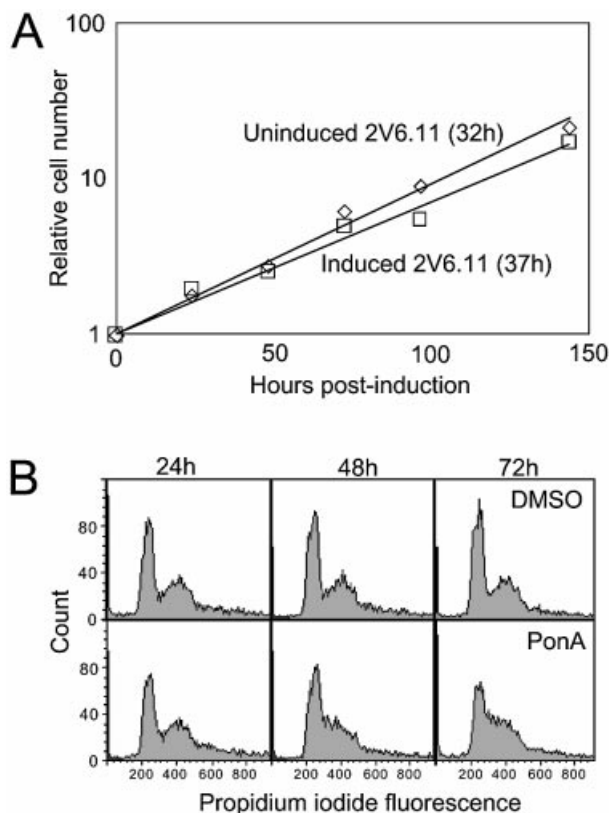 A
Relative cell number
100
10
1
Uninduced 2V6.11 (32h)
Induced 2V6.11 (37h)
0 50 100 150
Hours post-induction
B
24h 48h 72h
Count
80
40
0
DMSO
80
40
0
PonA
200 400 600 800 200 400 600 800 200 400 600 800
Propidium iodide fluorescence